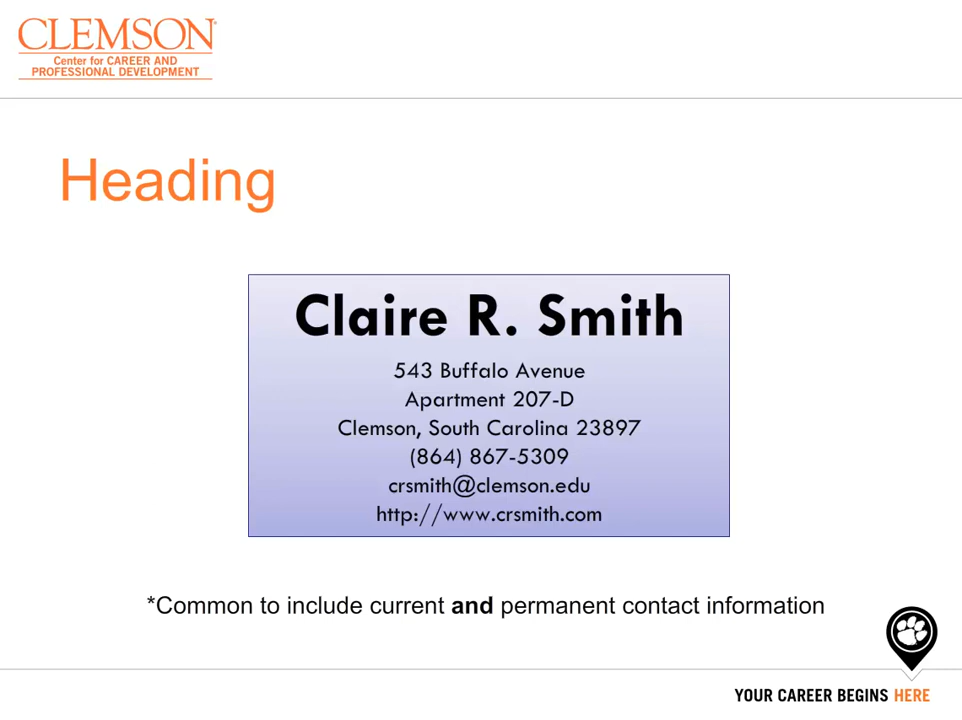 CLEMSON
Center for CAREER AND
PROFESSIONAL DEVELOPMENT
Heading
Claire R. Smith
543 Buffalo Avenue
Apartment 207-D
Clemson, South Carolina 23897
(864) 867-5309
crsmith@clemson.edu
http://www.crsmith.com
*Common to include current and permanent contact information
YOUR CAREER BEGINS HERE